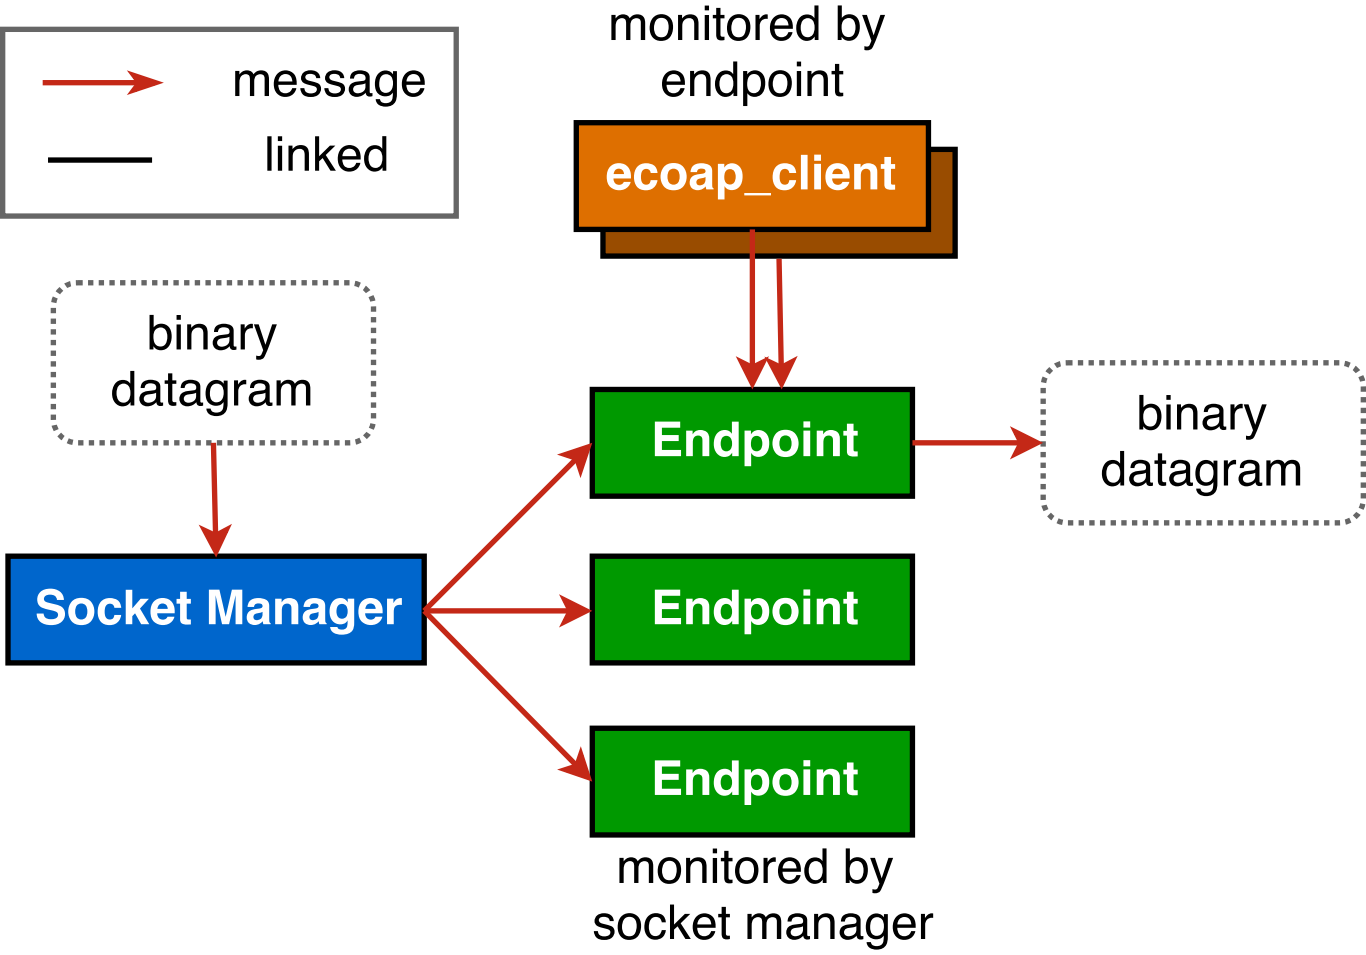 monitored by
endpoint
message
linked
ecoap_client
binary
datagram
Endpoint
binary
datagram
Socket Manager
Endpoint
Endpoint
monitored by
socket manager